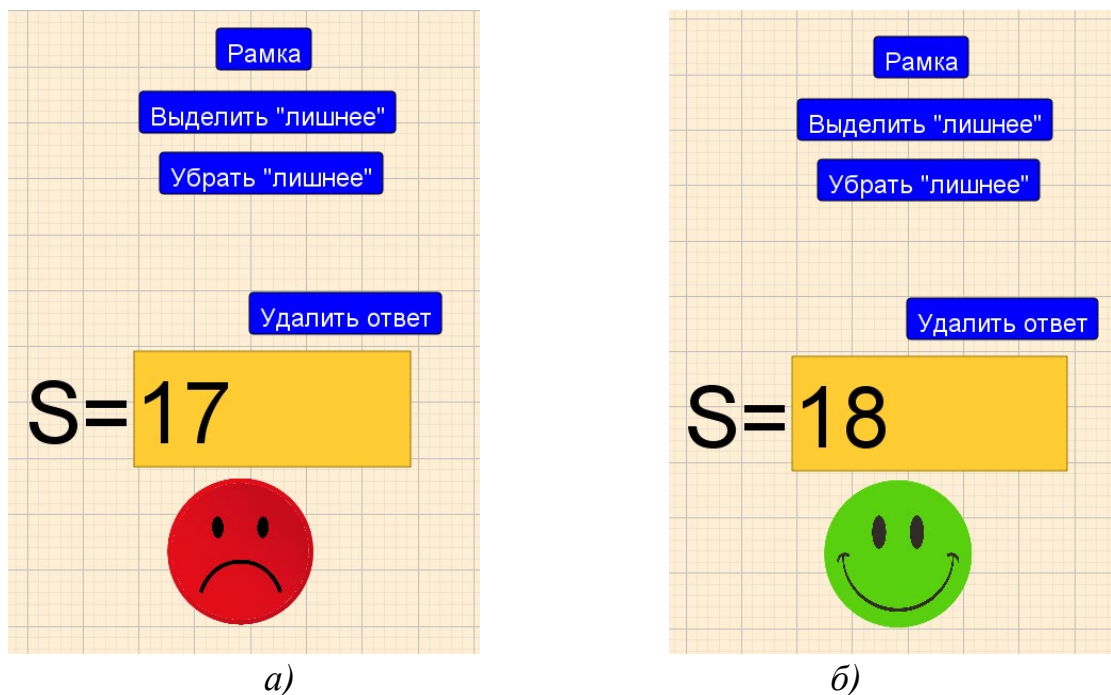 Рамка
Выделить "лишнее"
Убрать "лишнее"
Удалить ответ
S=17
а)
Рамка
Выделить "лишнее"
Убрать "лишнее"
Удалить ответ
S=18
б)